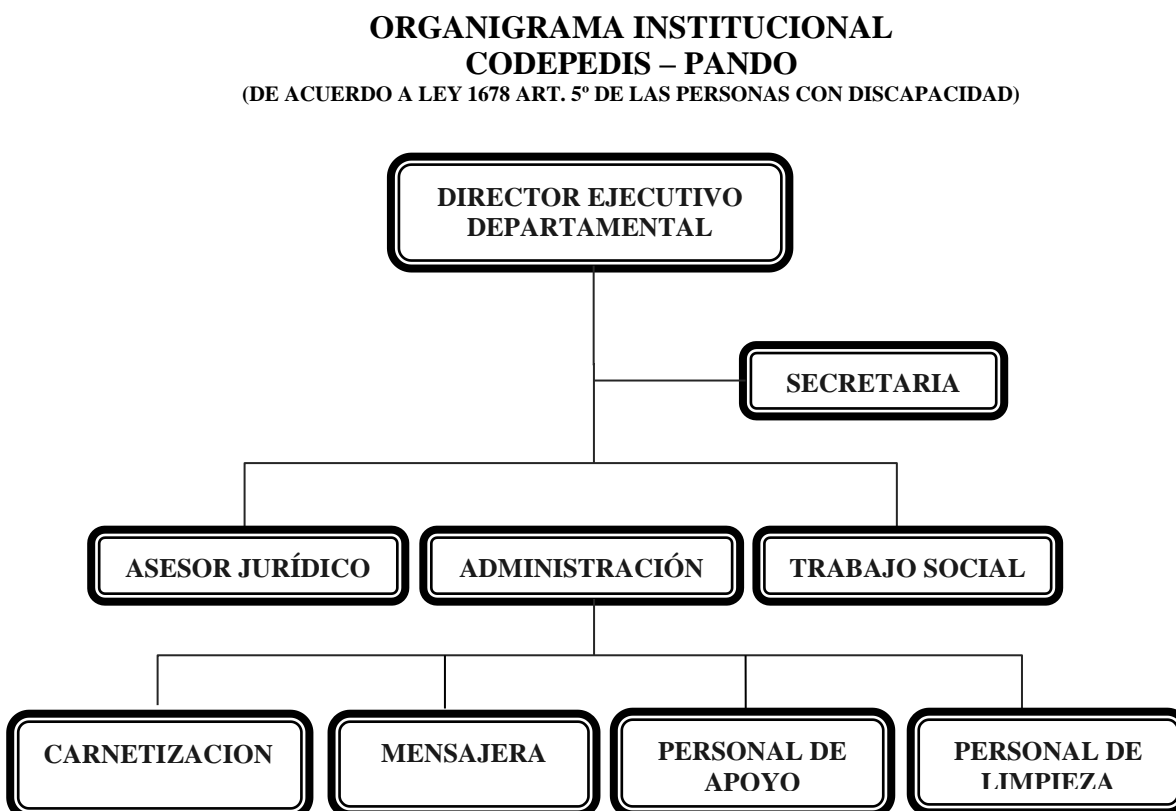 ORGANIGRAMA INSTITUCIONAL
CODEPEDIS – PANDO
(DE ACUERDO A LEY 1678 ART. 5º DE LAS PERSONAS CON DISCAPACIDAD)
DIRECTOR EJECUTIVO
DEPARTAMENTAL
SECRETARIA
ASESOR JURÍDICO
ADMINISTRACIÓN
TRABAJO SOCIAL
CARNETIZACION
MENSAJERA
PERSONAL DE
APOYO
PERSONAL DE
LIMPIEZA